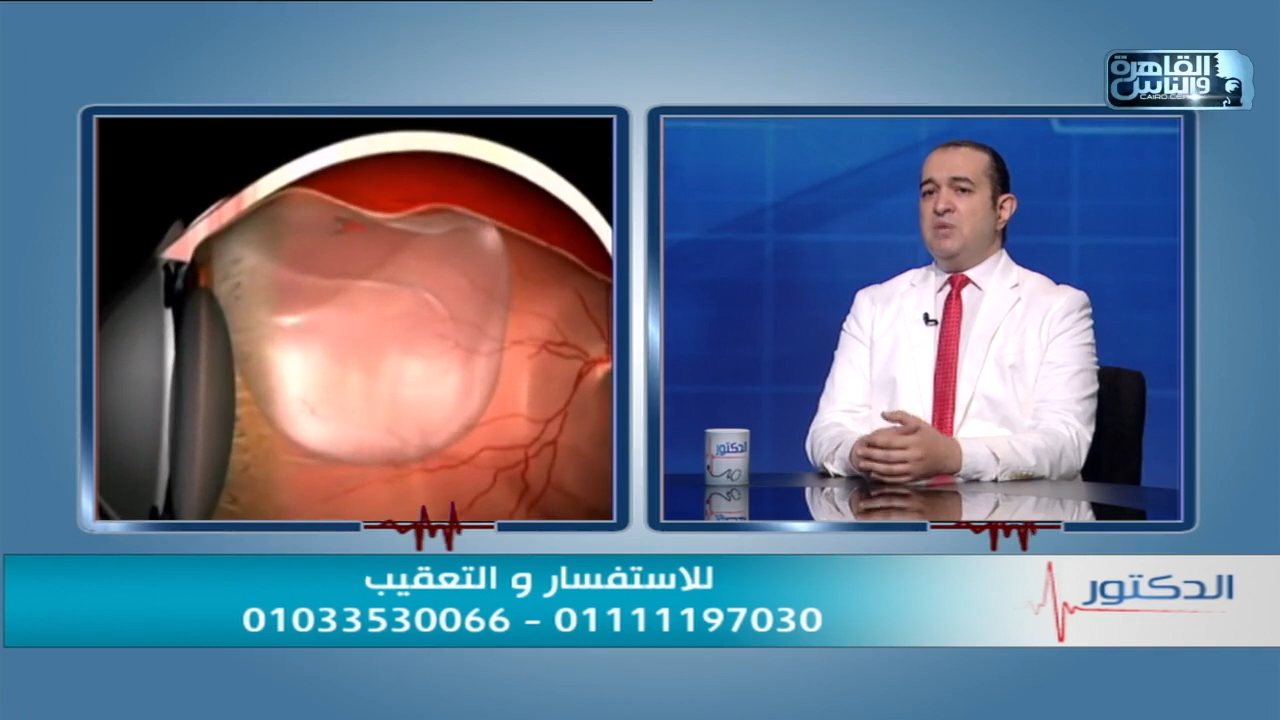 القاهرة
والناس
الدكتور
للاستفسار و التعقيب
01033530066 - 01111197030
الدكتور